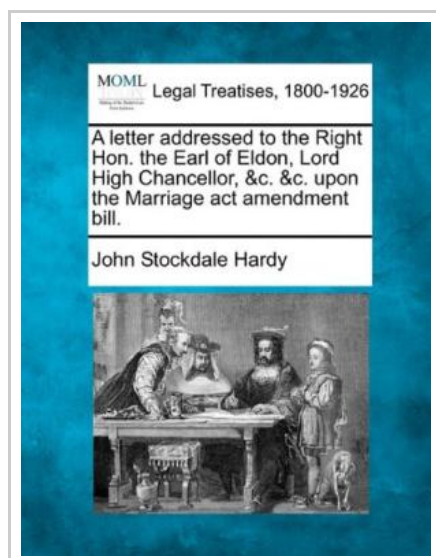 MOML
Legal Treatises, 1800-1926
A letter addressed to the Right
Hon. the Earl of Eldon, Lord
High Chancellor, &c. &c. upon
the Marriage act amendment
bill.
John Stockdale Hardy